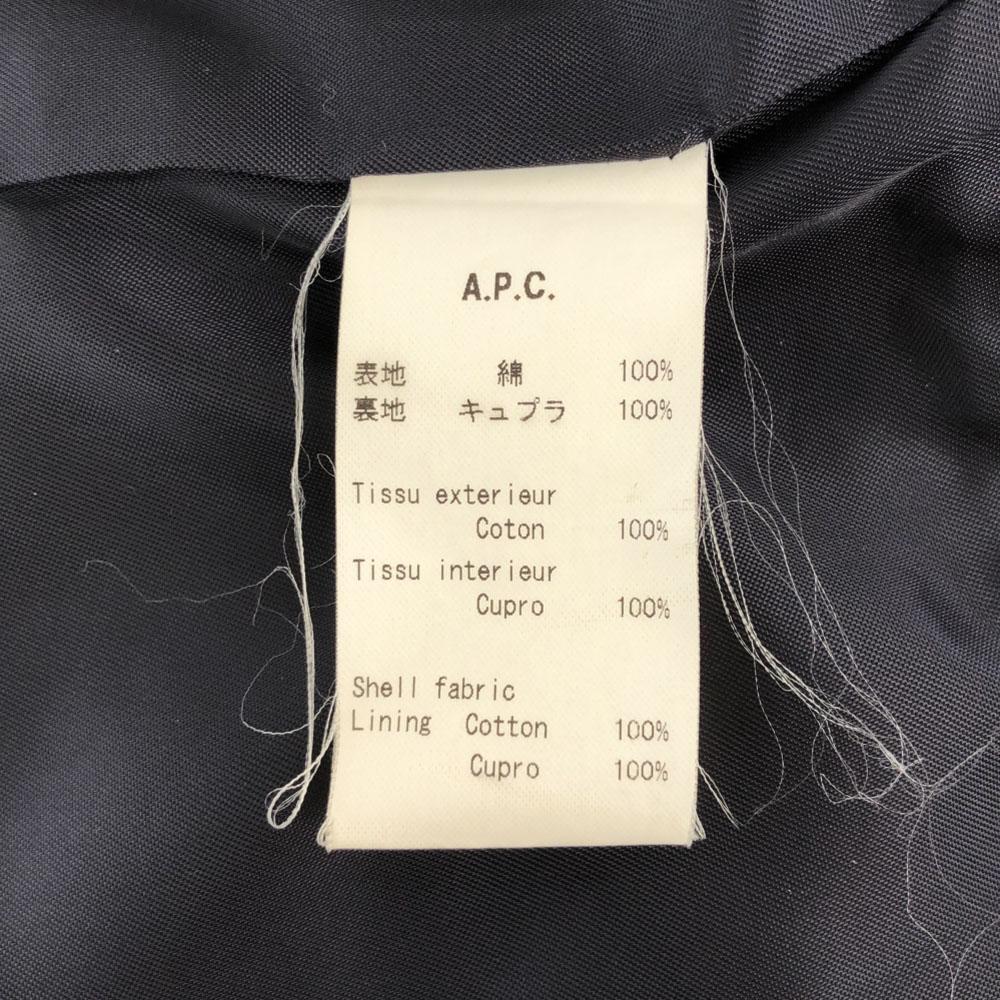 A.P.C.
表地 綿 100%
裏地 キュプラ 100%
Tissu exterieur
Coton 100%
Tissu interieur
Cupro 100%
Shell fabric
Lining Cotton 100%
Cupro 100%